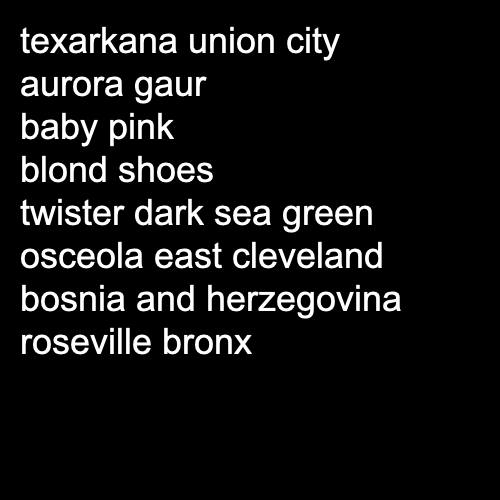 texarkana union city
aurora gaur
baby pink
blond shoes
twister dark sea green
osceola east cleveland
bosnia and herzegovina
roseville bronx